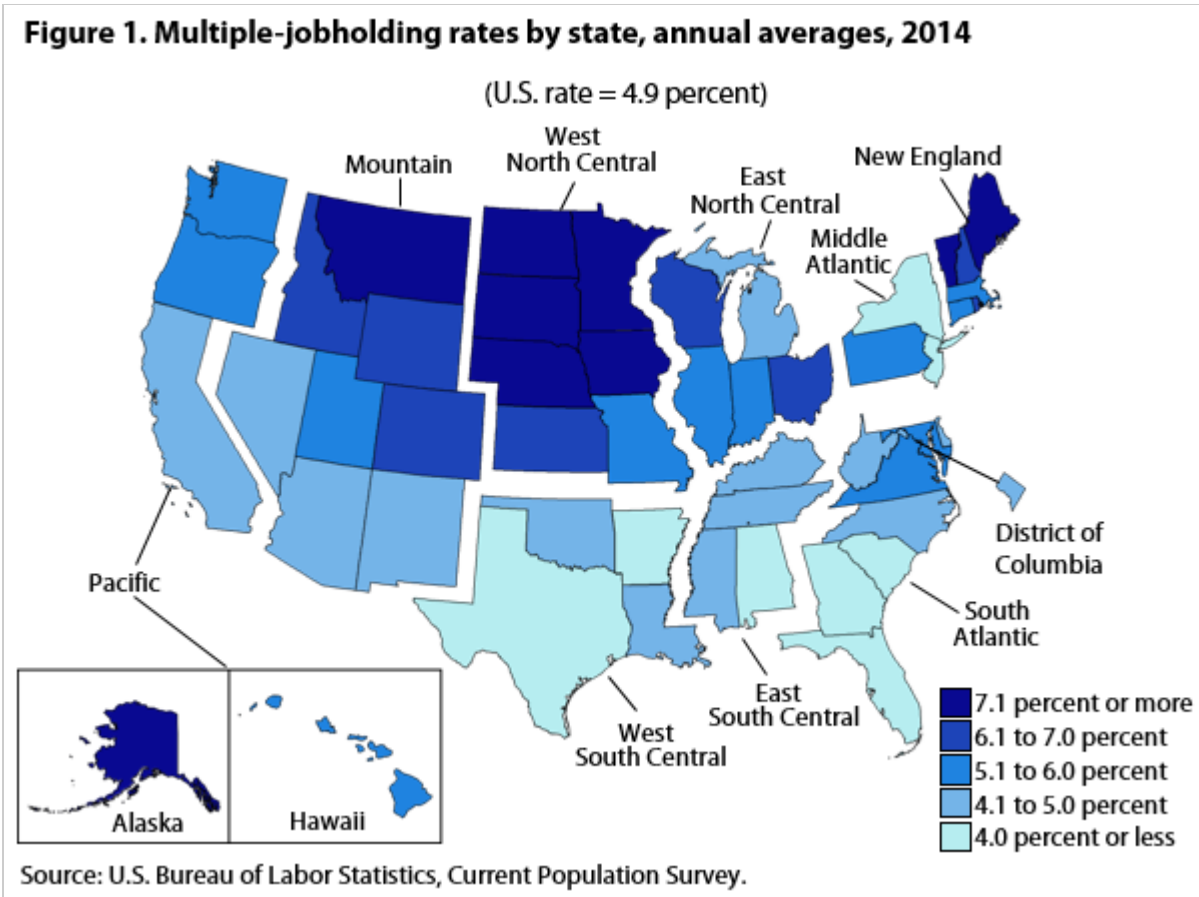 Figure 1. Multiple-jobholding rates by state, annual averages, 2014
(U.S. rate = 4.9 percent)
Mountain
West
North Central
East
North Central
New England
Middle
Atlantic
Pacific
District of
Columbia
South
Atlantic
East
South Central
West
South Central
Alaska
Hawaii
7.1 percent or more
6.1 to 7.0 percent
5.1 to 6.0 percent
4.1 to 5.0 percent
4.0 percent or less
Source: U.S. Bureau of Labor Statistics, Current Population Survey.